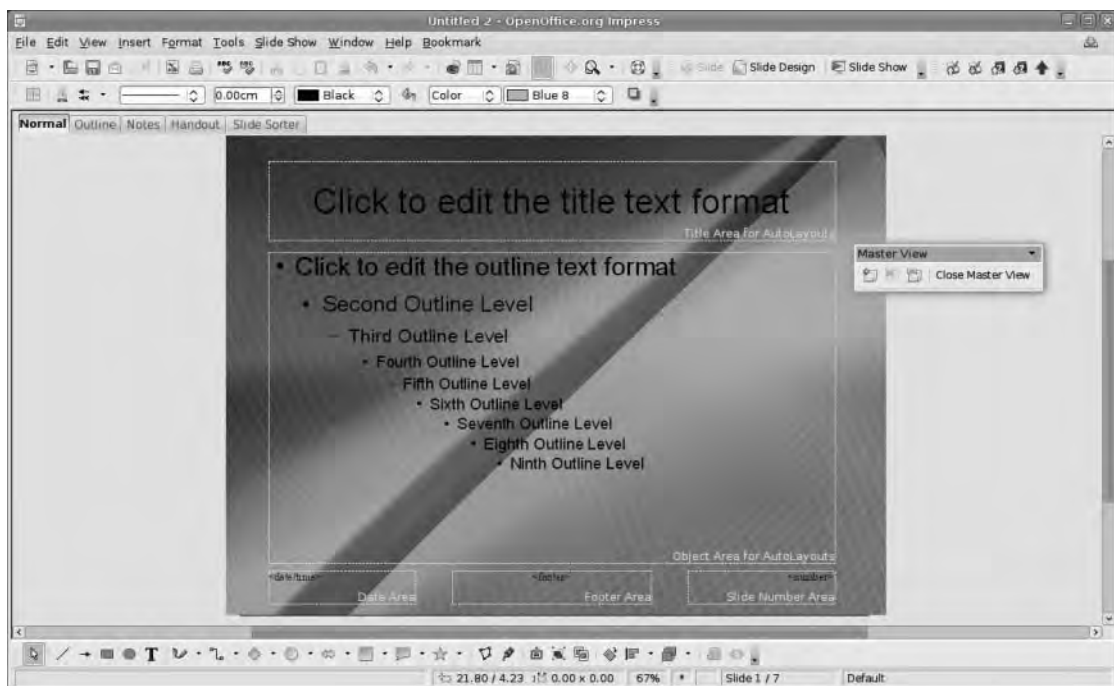 Untitled 2 - OpenOffice.org Impress
File Edit View Insert Format Tools Slide Show Window Help Bookmark
Slide Slide Design Slide Show
0.00cm Black Color Blue 8
Normal Outline Notes Handout Slide Sorter
Click to edit the title text format
Title Area for AutoLayouts
Master View
Close Master View
• Click to edit the outline text format
• Second Outline Level
– Third Outline Level
• Fourth Outline Level
– Fifth Outline Level
• Sixth Outline Level
• Seventh Outline Level
• Eighth Outline Level
• Ninth Outline Level
Object Area for AutoLayouts
<date/time> <footer> <number>
Date Area Footer Area Slide Number Area
21.80 / 4.23 0.00 x 0.00 67% * Slide 1 / 7 Default